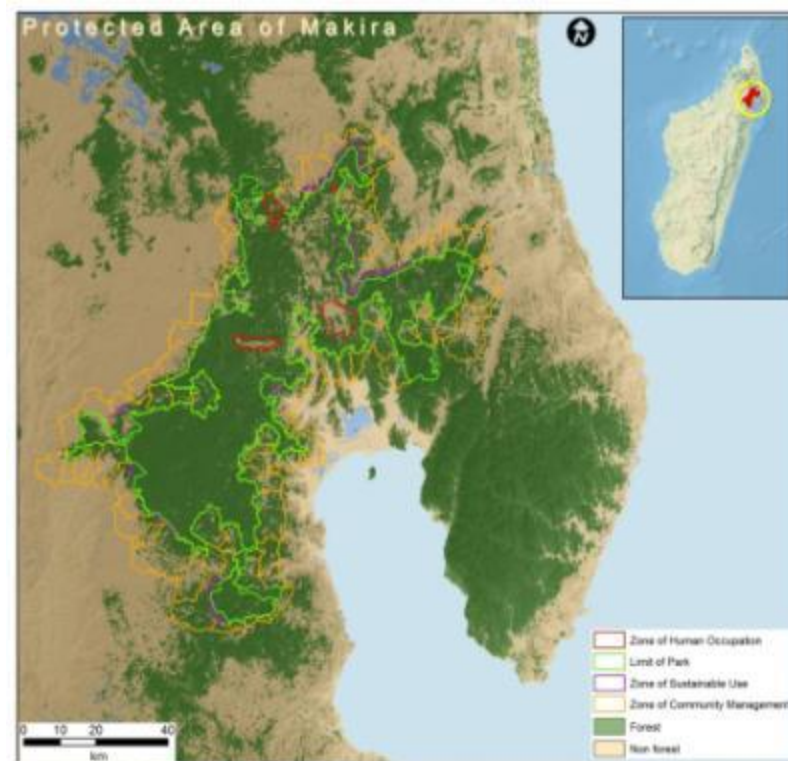 Protected Area of Makira
N
Zone of Human Occupation
Limit of Park
Zone of Sustainable Use
Zone of Community Management
Forest
Non forest
0 10 20 40
km